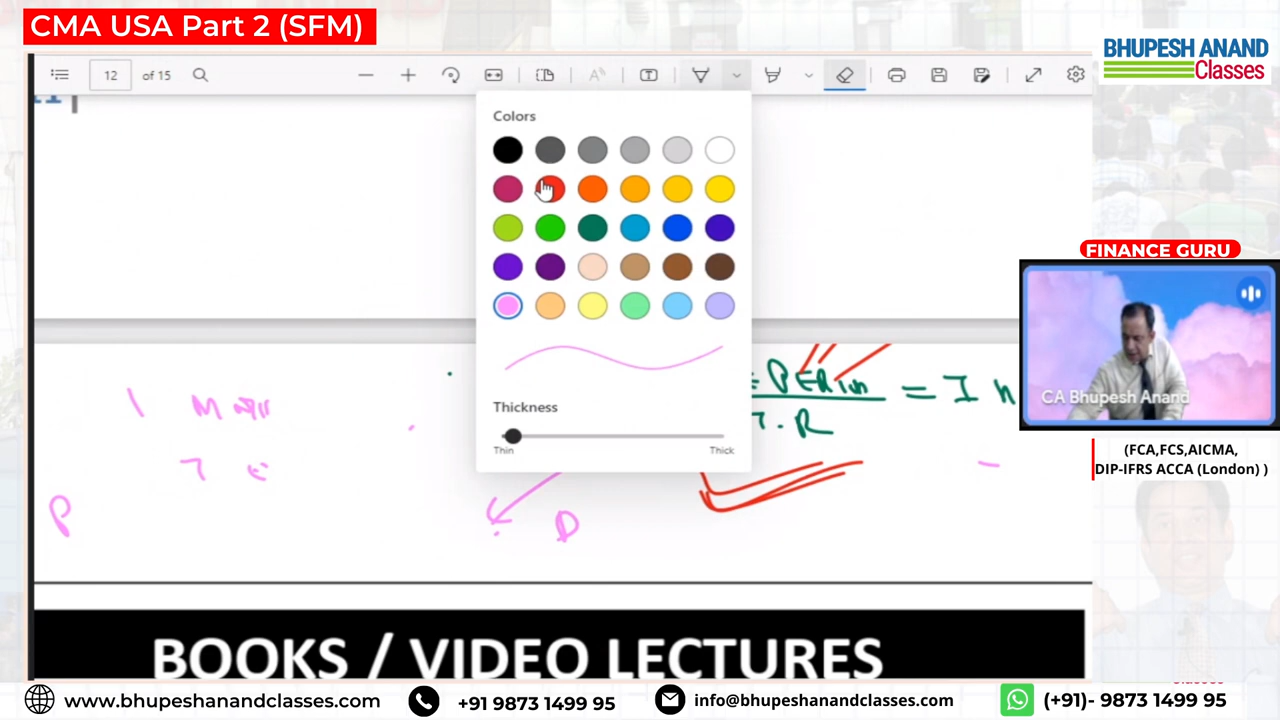 CMA USA Part 2 (SFM)
BHUPESH ANAND
Classes
12 of 15
Colors
Thickness
Thin Thick
FINANCE GURU
CA Bhupesh Anand
(FCA,FCS,AICMA,
DIP-IFRS ACCA (London) )
1
P
D
BOOKS / VIDEO LECTURES
www.bhupeshanandclasses.com
+91 9873 1499 95
info@bhupeshanandclasses.com
(+91)- 9873 1499 95